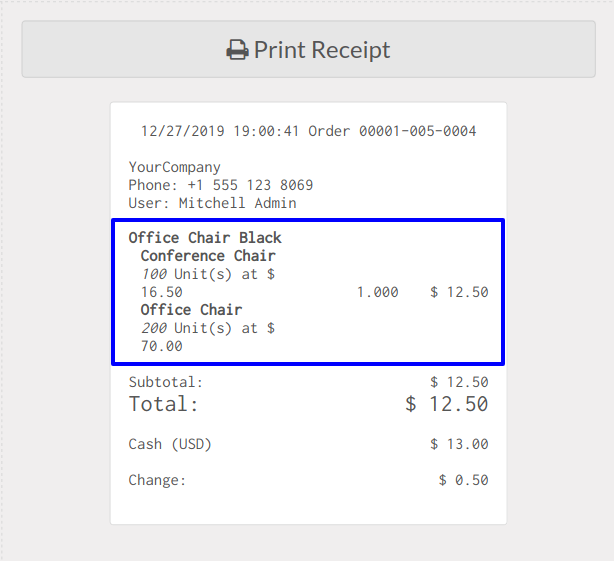 Print Receipt
12/27/2019 19:00:41 Order 00001-005-0004
YourCompany
Phone: +1 555 123 8069
User: Mitchell Admin
Office Chair Black
Conference Chair
100 Unit(s) at $
16.50 1.000 $ 12.50
Office Chair
200 Unit(s) at $
70.00
Subtotal: $ 12.50
Total: $ 12.50
Cash (USD) $ 13.00
Change: $ 0.50